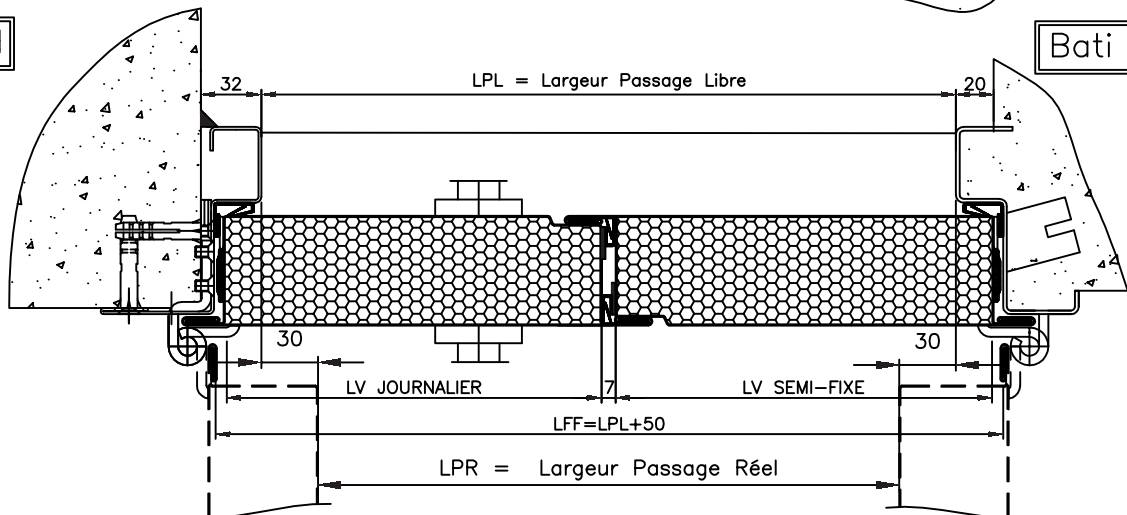 Bati
32
LPL = Largeur Passage Libre
20
30
30
LV JOURNALIER
7
LV SEMI-FIXE
LFF=LPL+50
LPR = Largeur Passage Réel